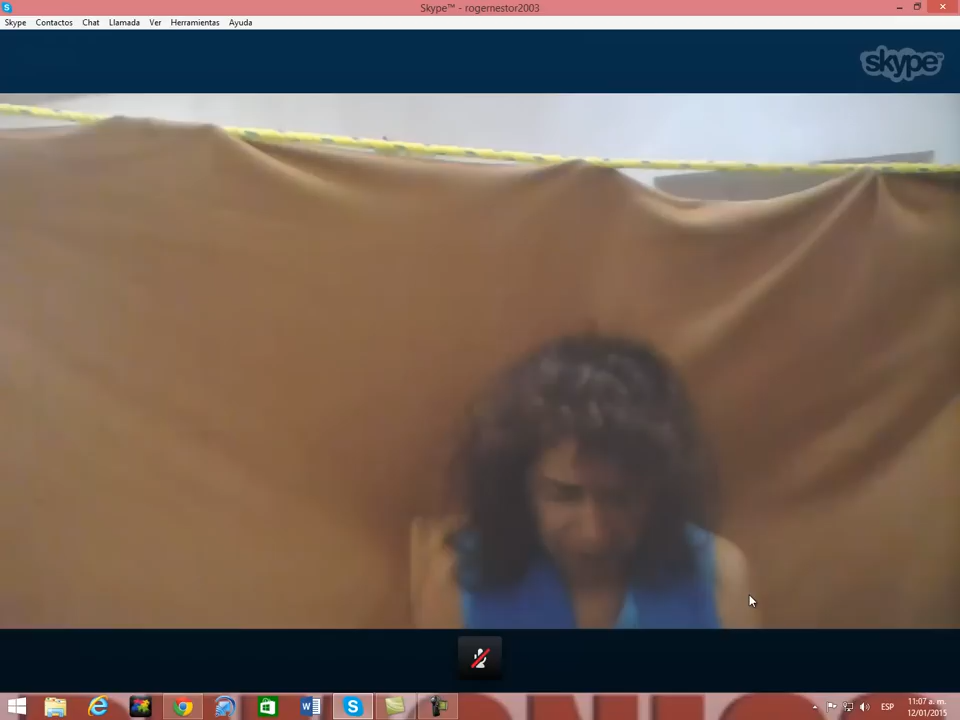 Skype™ - rogernestor2003
Skype Contactos Chat Llamada Ver Herramientas Ayuda
skype
ESP
11:07 a. m.
12/01/2015